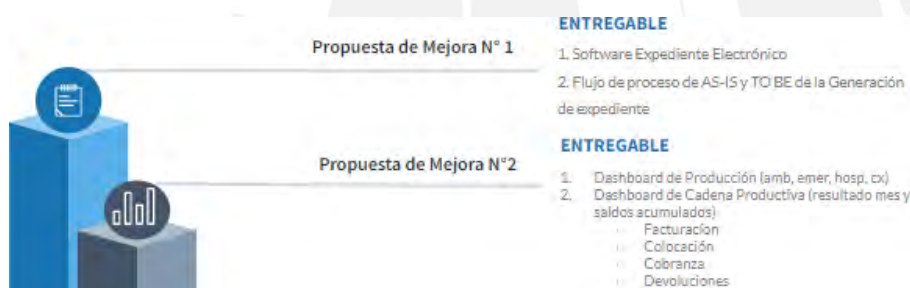 Propuesta de Mejora N° 1
ENTREGABLE
1. Software Expediente Electrónico
2. Flujo de proceso de AS-IS y TO BE de la Generación
de expediente
Propuesta de Mejora N°2
ENTREGABLE
1. Dashboard de Producción (amb, emer, hosp, cx)
2. Dashboard de Cadena Productiva (resultado mes y
saldos acumulados)
Facturación
Colocación
Cobranza
Devoluciones